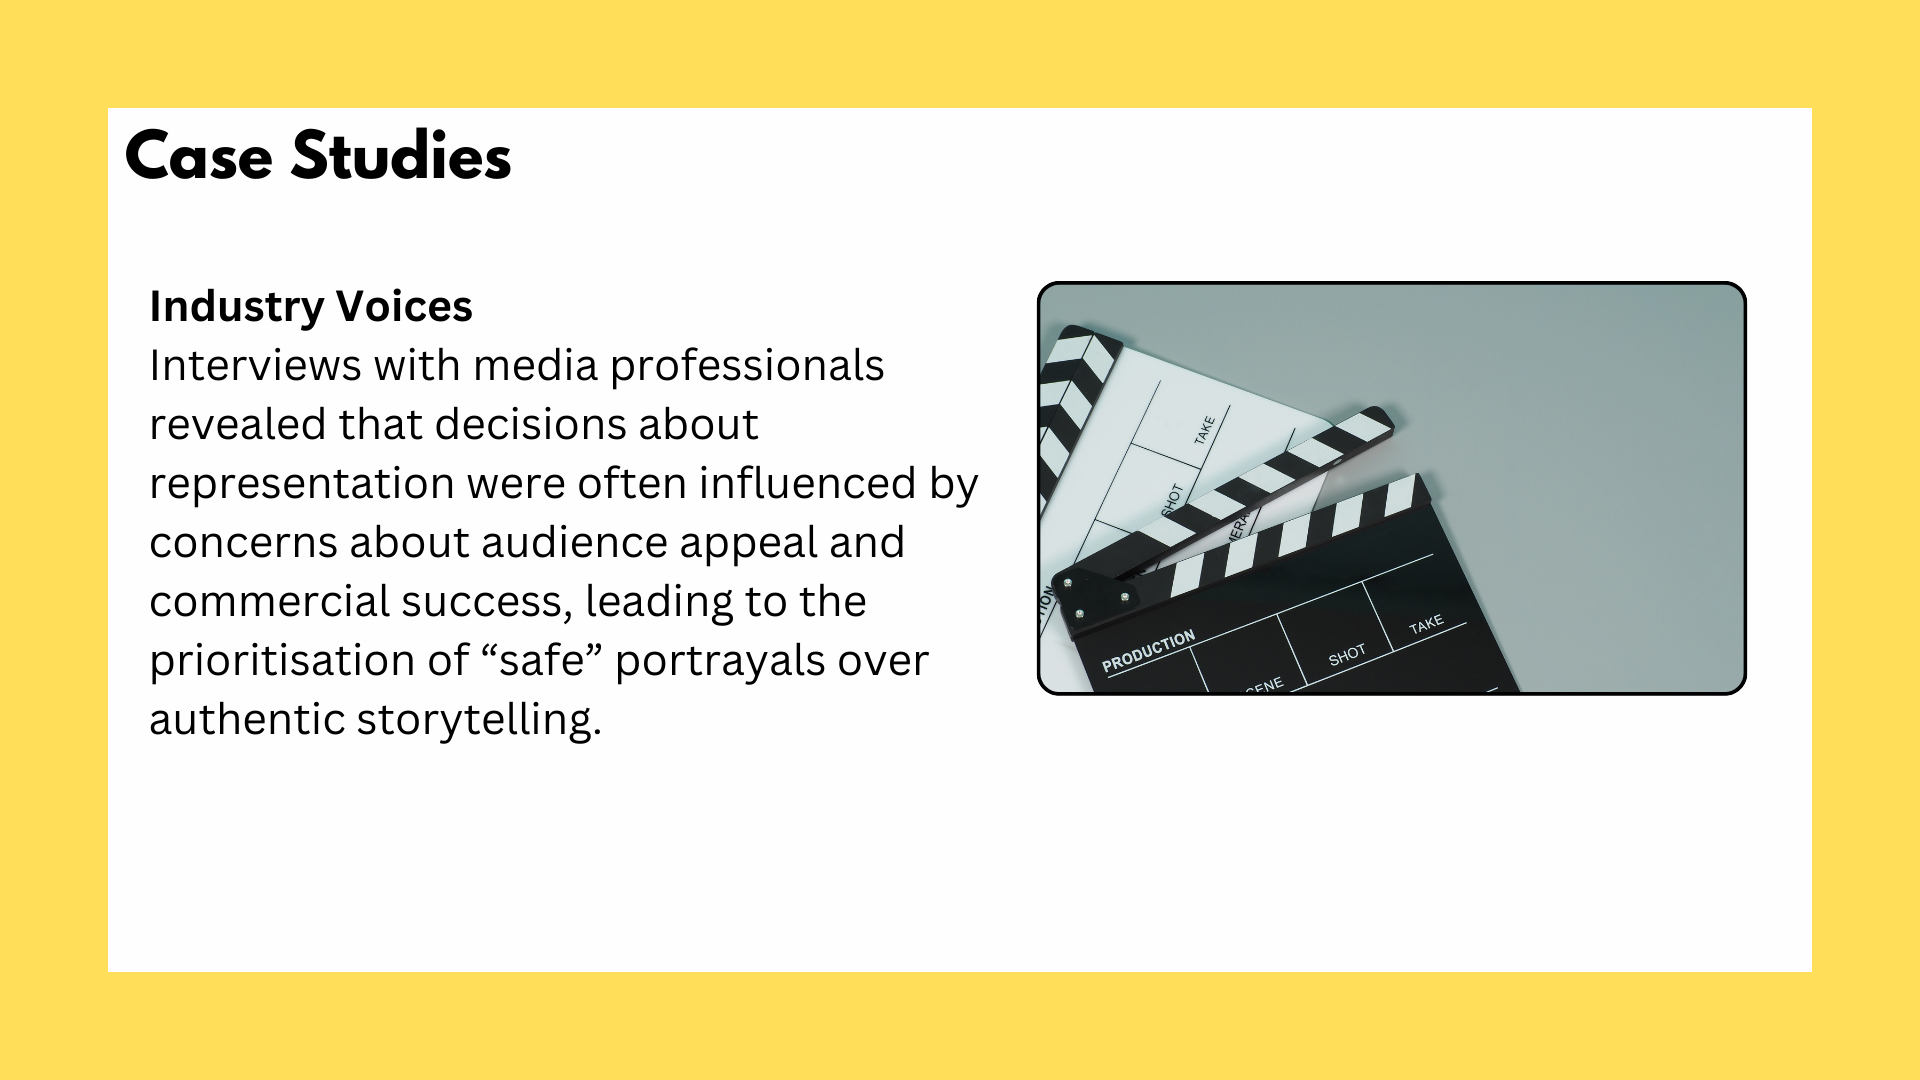 Case Studies
Industry Voices
Interviews with media professionals
revealed that decisions about
representation were often influenced by
concerns about audience appeal and
commercial success, leading to the
prioritisation of “safe” portrayals over
authentic storytelling.
TAKE
SHOT
PRODUCTION
SHOT
TAKE